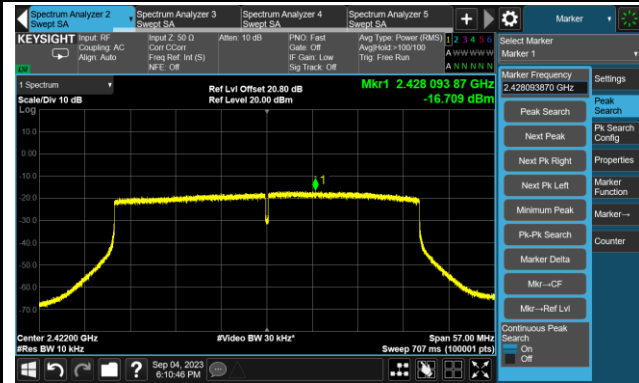 Spectrum Analyzer 2
Swept SA
Spectrum Analyzer 3
Swept SA
Spectrum Analyzer 4
Swept SA
Spectrum Analyzer 5
Swept SA
+
Marker
KEYSIGHT
Input: RF
Coupling: AC
Align: Auto
Input Z: 50 Ω
Corr CCorr
Freq Ref: Int (S)
NFE: Off
Atten: 10 dB
PNO: Fast
Gate: Off
IF Gain: Low
Sig Track: Off
Avg Type: Power (RMS)
Avg|Hold:>100/100
Trig: Free Run
1 2 3 4 5 6
A W W W W W
A N N N N N
Select Marker
Marker 1
Marker Frequency
2.428093870 GHz
Settings
Peak Search
Next Peak
Next Pk Right
Next Pk Left
Minimum Peak
Pk-Pk Search
Marker Delta
Mkr→CF
Mkr→Ref Lvl
Continuous Peak
Search
On
Off
Peak
Search
Pk Search
Config
Properties
Marker
Function
Marker→
Counter
1 Spectrum
Scale/Div 10 dB
Log
Ref Lvl Offset 20.80 dB
Ref Level 20.00 dBm
Mkr1 2.428 093 87 GHz
-16.709 dBm
10.0
0.00
-10.0
-20.0
-30.0
-40.0
-50.0
-60.0
-70.0
1
Center 2.42200 GHz
#Res BW 10 kHz
#Video BW 30 kHz*
Span 57.00 MHz
Sweep 707 ms (100001 pts)
?
Sep 04, 2023
6:10:46 PM